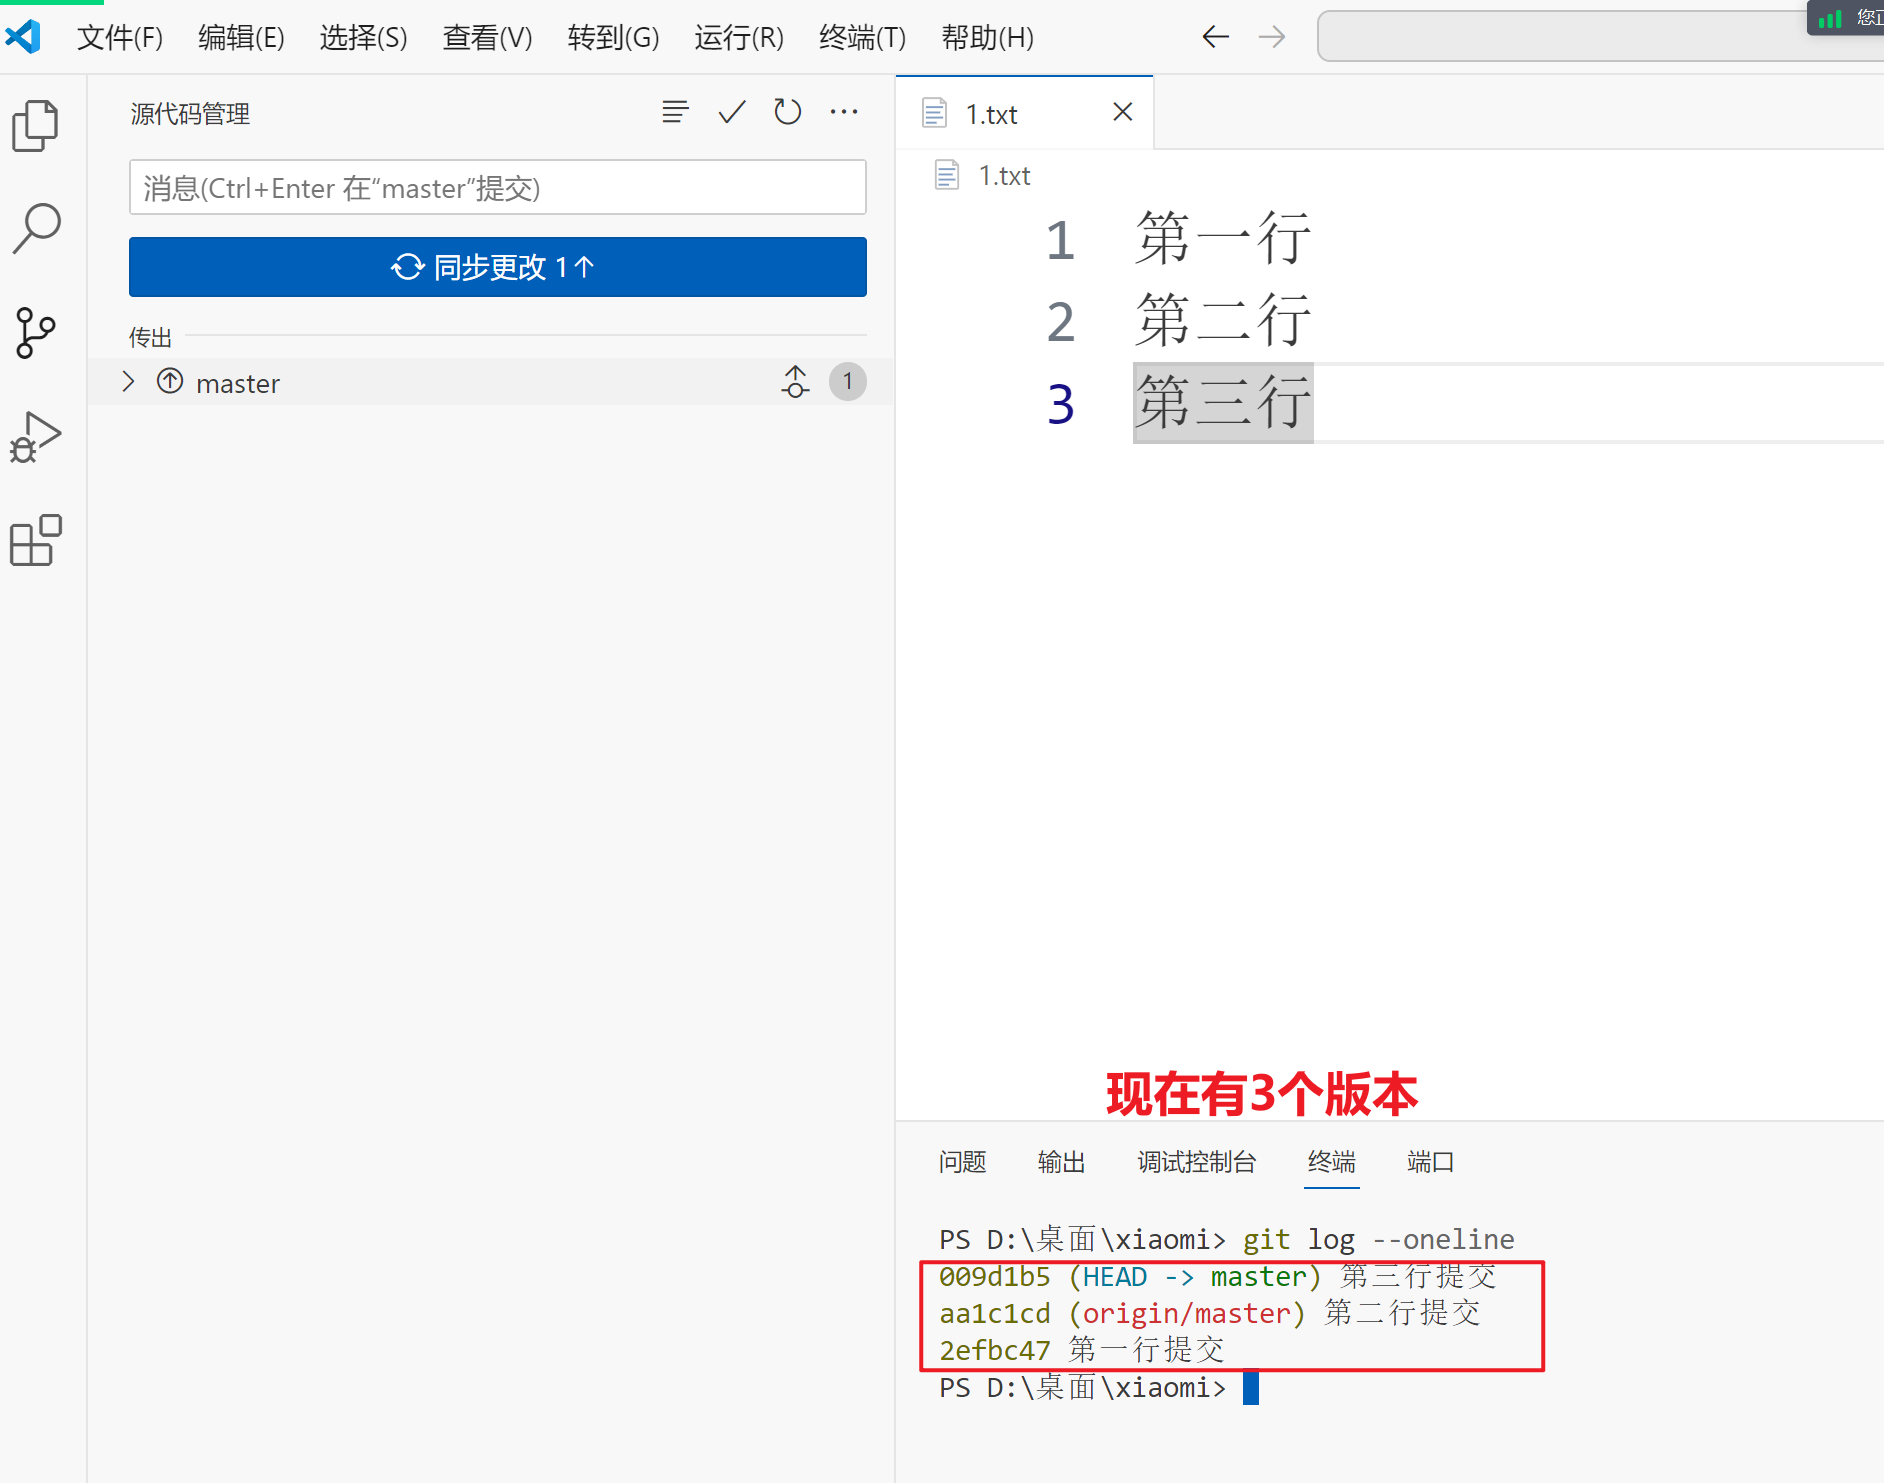 文件(F) 编辑(E) 选择(S) 查看(V) 转到(G) 运行(R) 终端(T) 帮助(H)
源代码管理
消息(Ctrl+Enter 在“master”提交)
同步更改 1↑
传出
master 1
1.txt
1.txt
1 第一行
2 第二行
3 第三行
现在有3个版本
问题 输出 调试控制台 终端 端口
PS D:\桌面\xiaomi> git log --oneline
009d1b5 (HEAD -> master) 第三行提交
aa1c1cd (origin/master) 第二行提交
2efbc47 第一行提交
PS D:\桌面\xiaomi>